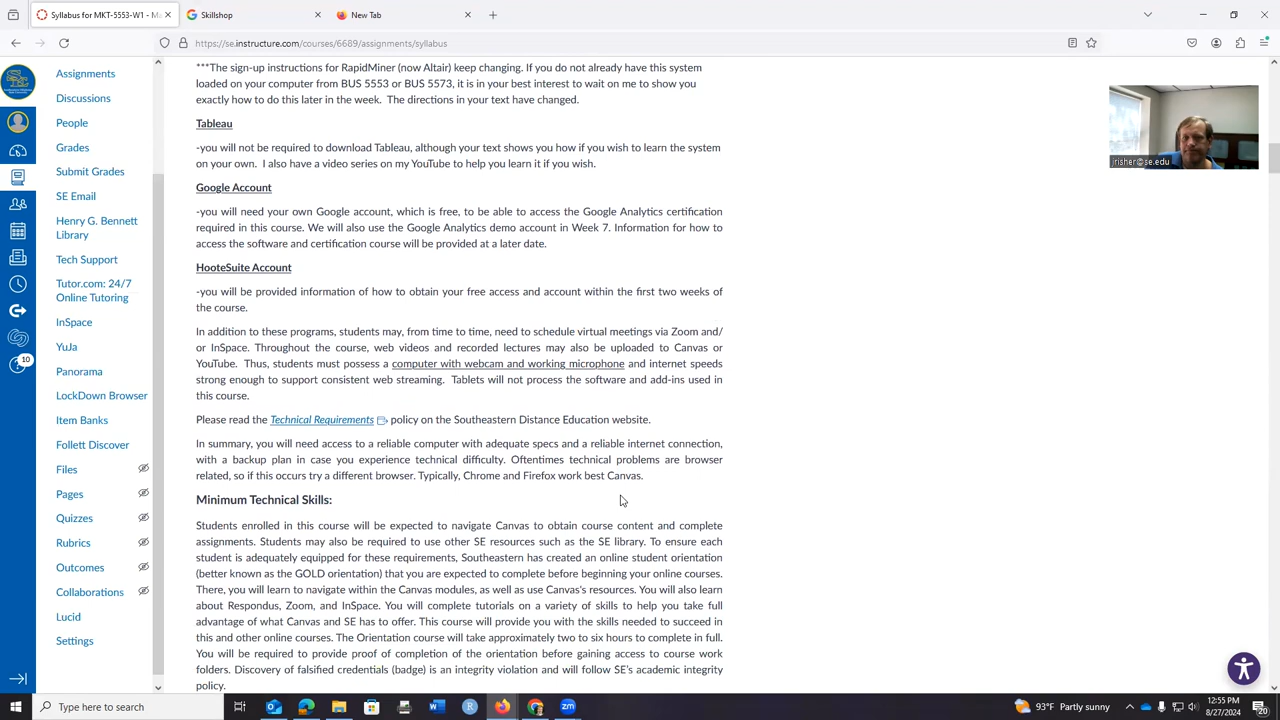 Syllabus for MKT-5553-W1 - Ma
Skillshop
New Tab
https://se.instructure.com/courses/6689/assignments/syllabus
Assignments
Discussions
People
Grades
Submit Grades
SE Email
Henry G. Bennett
Library
Tech Support
Tutor.com: 24/7
Online Tutoring
InSpace
YuJa
Panorama
LockDown Browser
Item Banks
Follett Discover
Files
Pages
Quizzes
Rubrics
Outcomes
Collaborations
Lucid
Settings
10
***The sign-up instructions for RapidMiner (now Altair) keep changing. If you do not already have this system
loaded on your computer from BUS 5553 or BUS 5573, it is in your best interest to wait on me to show you
exactly how to do this later in the week. The directions in your text have changed.
Tableau
-you will not be required to download Tableau, although your text shows you how if you wish to learn the system
on your own. I also have a video series on my YouTube to help you learn it if you wish.
Google Account
-you will need your own Google account, which is free, to be able to access the Google Analytics certification
required in this course. We will also use the Google Analytics demo account in Week 7. Information for how to
access the software and certification course will be provided at a later date.
HooteSuite Account
-you will be provided information of how to obtain your free access and account within the first two weeks of
the course.
In addition to these programs, students may, from time to time, need to schedule virtual meetings via Zoom and/
or InSpace. Throughout the course, web videos and recorded lectures may also be uploaded to Canvas or
YouTube. Thus, students must possess a computer with webcam and working microphone and internet speeds
strong enough to support consistent web streaming. Tablets will not process the software and add-ins used in
this course.
Please read the Technical Requirements policy on the Southeastern Distance Education website.
In summary, you will need access to a reliable computer with adequate specs and a reliable internet connection,
with a backup plan in case you experience technical difficulty. Oftentimes technical problems are browser
related, so if this occurs try a different browser. Typically, Chrome and Firefox work best Canvas.
Minimum Technical Skills:
Students enrolled in this course will be expected to navigate Canvas to obtain course content and complete
assignments. Students may also be required to use other SE resources such as the SE library. To ensure each
student is adequately equipped for these requirements, Southeastern has created an online student orientation
(better known as the GOLD orientation) that you are expected to complete before beginning your online courses.
There, you will learn to navigate within the Canvas modules, as well as use Canvas's resources. You will also learn
about Respondus, Zoom, and InSpace. You will complete tutorials on a variety of skills to help you take full
advantage of what Canvas and SE has to offer. This course will provide you with the skills needed to succeed in
this and other online courses. The Orientation course will take approximately two to six hours to complete in full.
You will be required to provide proof of completion of the orientation before gaining access to course work
folders. Discovery of falsified credentials (badge) is an integrity violation and will follow SE's academic integrity
policy.
jrisher@se.edu
Type here to search
93°F Partly sunny
12:55 PM
8/27/2024
20